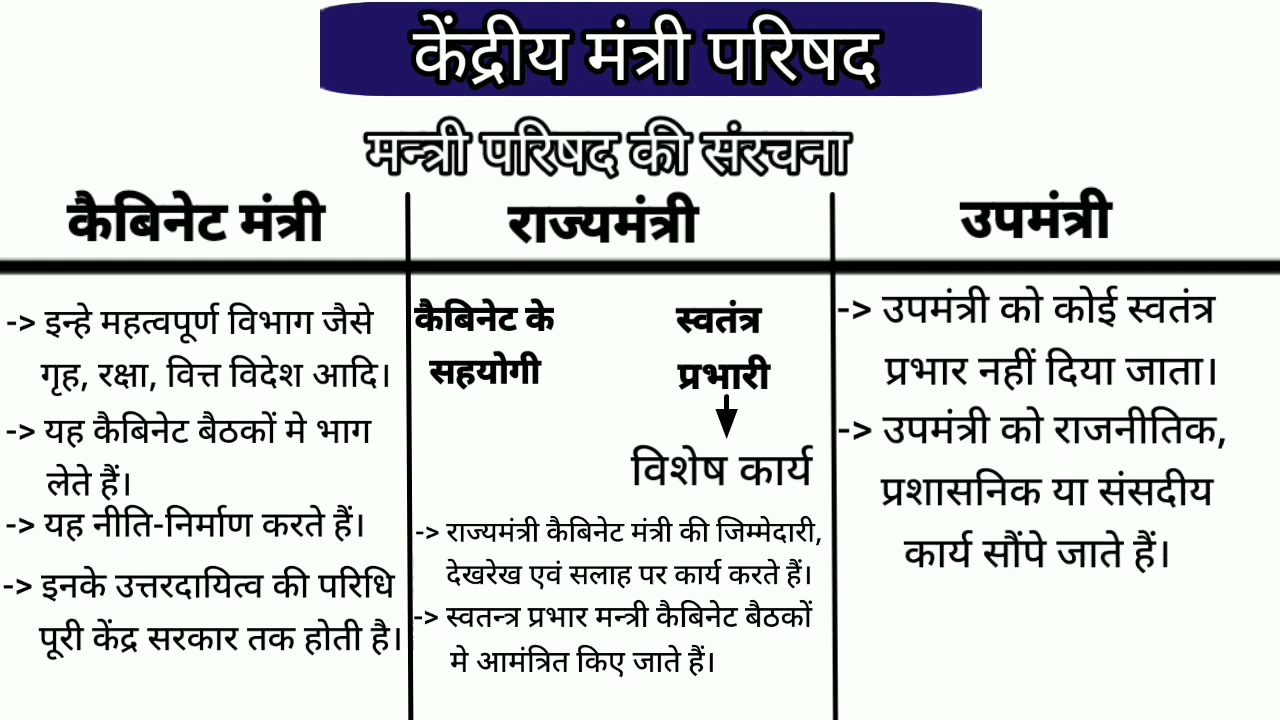 केंद्रीय मंत्री परिषद
मन्त्री परिषद की संरचना
कैबिनेट मंत्री
-> इन्हे महत्वपूर्ण विभाग जैसे
गृह, रक्षा, वित्त विदेश आदि।
-> यह कैबिनेट बैठकों मे भाग
लेते हैं।
-> यह नीति-निर्माण करते हैं।
-> इनके उत्तरदायित्व की परिधि
पूरी केंद्र सरकार तक होती है।
राज्यमंत्री
कैबिनेट के
सहयोगी
स्वतंत्र
प्रभारी
विशेष कार्य
-> राज्यमंत्री कैबिनेट मंत्री की जिम्मेदारी,
देखरेख एवं सलाह पर कार्य करते हैं।
-> स्वतन्त्र प्रभार मन्त्री कैबिनेट बैठकों
मे आमंत्रित किए जाते हैं।
उपमंत्री
-> उपमंत्री को कोई स्वतंत्र
प्रभार नहीं दिया जाता।
-> उपमंत्री को राजनीतिक,
प्रशासनिक या संसदीय
कार्य सौंपे जाते हैं।